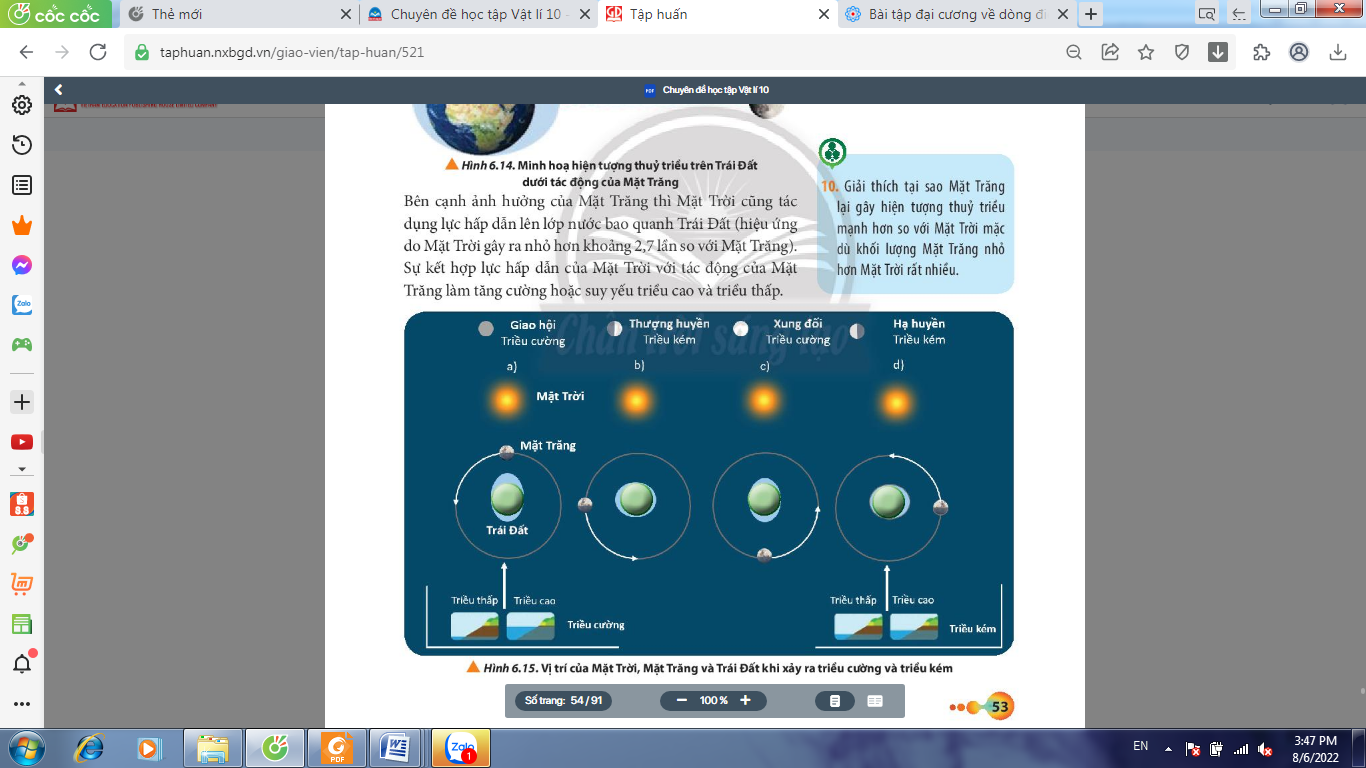 cốc cốc
Thẻ mới
Chuyên đề học tập Vật lí 10 -
Tập huấn
Bài tập đại cương về dòng đi
taphuan.nxbgd.vn/giao-vien/tap-huan/521
PDF Chuyên đề học tập Vật lí 10
Hình 6.14. Minh hoạ hiện tượng thuỷ triều trên Trái Đất
dưới tác động của Mặt Trăng
Bên cạnh ảnh hưởng của Mặt Trăng thì Mặt Trời cũng tác
dụng lực hấp dẫn lên lớp nước bao quanh Trái Đất (hiệu ứng
do Mặt Trời gây ra nhỏ hơn khoảng 2,7 lần so với Mặt Trăng).
Sự kết hợp lực hấp dẫn của Mặt Trời với tác động của Mặt
Trăng làm tăng cường hoặc suy yếu triều cao và triều thấp.
10. Giải thích tại sao Mặt Trăng
lại gây hiện tượng thuỷ triều
mạnh hơn so với Mặt Trời mặc
dù khối lượng Mặt Trăng nhỏ
hơn Mặt Trời rất nhiều.
Chân trời sáng tạo
Giao hội
Triều cường
Thượng huyền
Triều kém
Xung đối
Triều cường
Hạ huyền
Triều kém
a)
b)
c)
d)
Mặt Trời
Mặt Trăng
Trái Đất
Triều thấp
Triều cao
Triều cường
Triều thấp
Triều cao
Triều kém
Hình 6.15. Vị trí của Mặt Trời, Mặt Trăng và Trái Đất khi xảy ra triều cường và triều kém
Số trang: 54 / 91
100 %
53
Zalo
8.8
PDF
Zalo
1
EN
3:47 PM
8/6/2022